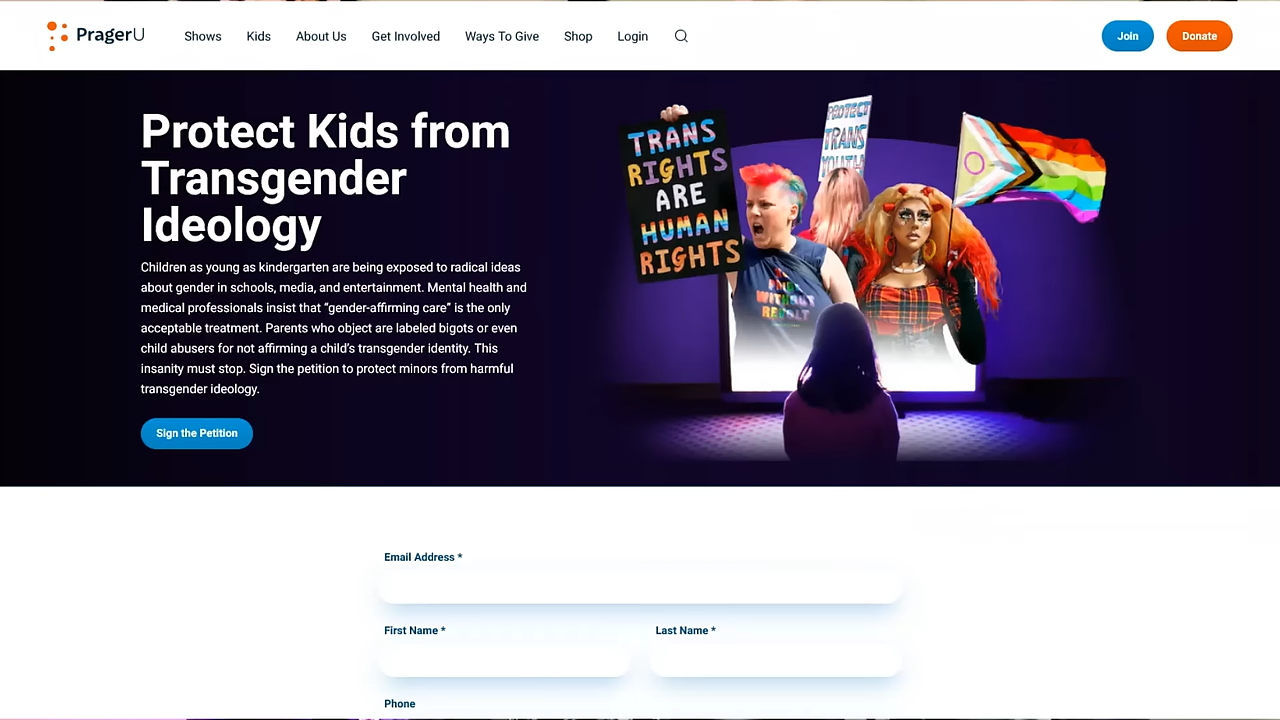 PragerU
Shows Kids About Us Get Involved Ways To Give Shop Login
Join Donate
Protect Kids from
Transgender
Ideology
Children as young as kindergarten are being exposed to radical ideas
about gender in schools, media, and entertainment. Mental health and
medical professionals insist that “gender-affirming care” is the only
acceptable treatment. Parents who object are labeled bigots or even
child abusers for not affirming a child’s transgender identity. This
insanity must stop. Sign the petition to protect minors from harmful
transgender ideology.
Sign the Petition
TRANS
RIGHTS
ARE
HUMAN
RIGHTS
PROTECT
TRANS
YOUTH
WITHOUT
REVOLT
Email Address *
First Name * Last Name *
Phone